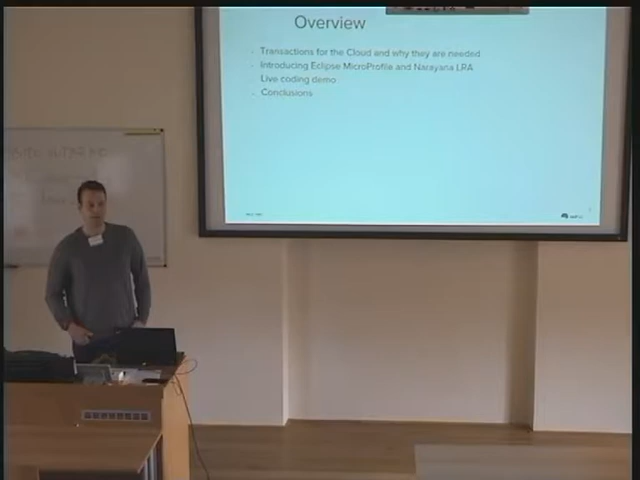 Overview
Transactions for the Cloud and why they are needed
Introducing Eclipse MicroProfile and Narayana LRA
Live coding demo
Conclusions